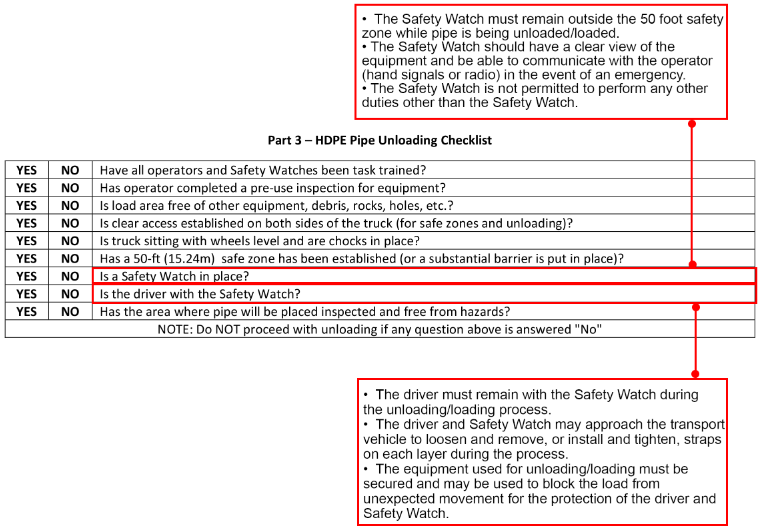 • The Safety Watch must remain outside the 50 foot safety
zone while pipe is being unloaded/loaded.
• The Safety Watch should have a clear view of the
equipment and be able to communicate with the operator
(hand signals or radio) in the event of an emergency.
• The Safety Watch is not permitted to perform any other
duties other than the Safety Watch.
Part 3 – HDPE Pipe Unloading Checklist
YES NO Have all operators and Safety Watches been task trained?
YES NO Has operator completed a pre-use inspection for equipment?
YES NO Is load area free of other equipment, debris, rocks, holes, etc.?
YES NO Is clear access established on both sides of the truck (for safe zones and unloading)?
YES NO Is truck sitting with wheels level and are chocks in place?
YES NO Has a 50-ft (15.24m) safe zone has been established (or a substantial barrier is put in place)?
YES NO Is a Safety Watch in place?
YES NO Is the driver with the Safety Watch?
YES NO Has the area where pipe will be placed inspected and free from hazards?
NOTE: Do NOT proceed with unloading if any question above is answered "No"
• The driver must remain with the Safety Watch during
the unloading/loading process.
• The driver and Safety Watch may approach the transport
vehicle to loosen and remove, or install and tighten, straps
on each layer during the process.
• The equipment used for unloading/loading must be
secured and may be used to block the load from
unexpected movement for the protection of the driver and
Safety Watch.